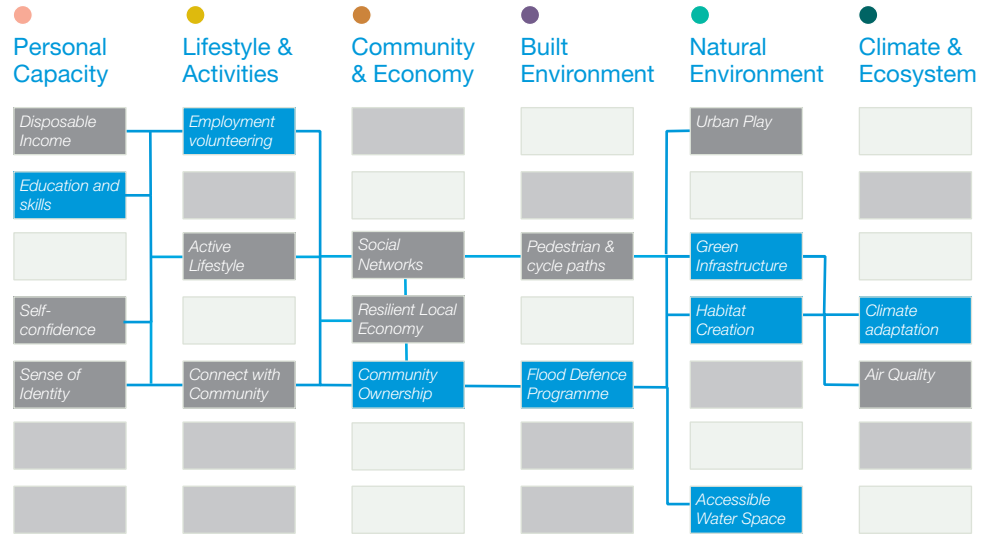 Personal
Capacity
Lifestyle &
Activities
Community
& Economy
Built
Environment
Natural
Environment
Climate &
Ecosystem
Disposable
Income
Employment
volunteering
Urban Play
Education and
skills
Active
Lifestyle
Social
Networks
Pedestrian &
cycle paths
Green
Infrastructure
Self-
confidence
Resilient Local
Economy
Habitat
Creation
Climate
adaptation
Sense of
Identity
Connect with
Community
Community
Ownership
Flood Defence
Programme
Air Quality
Accessible
Water Space